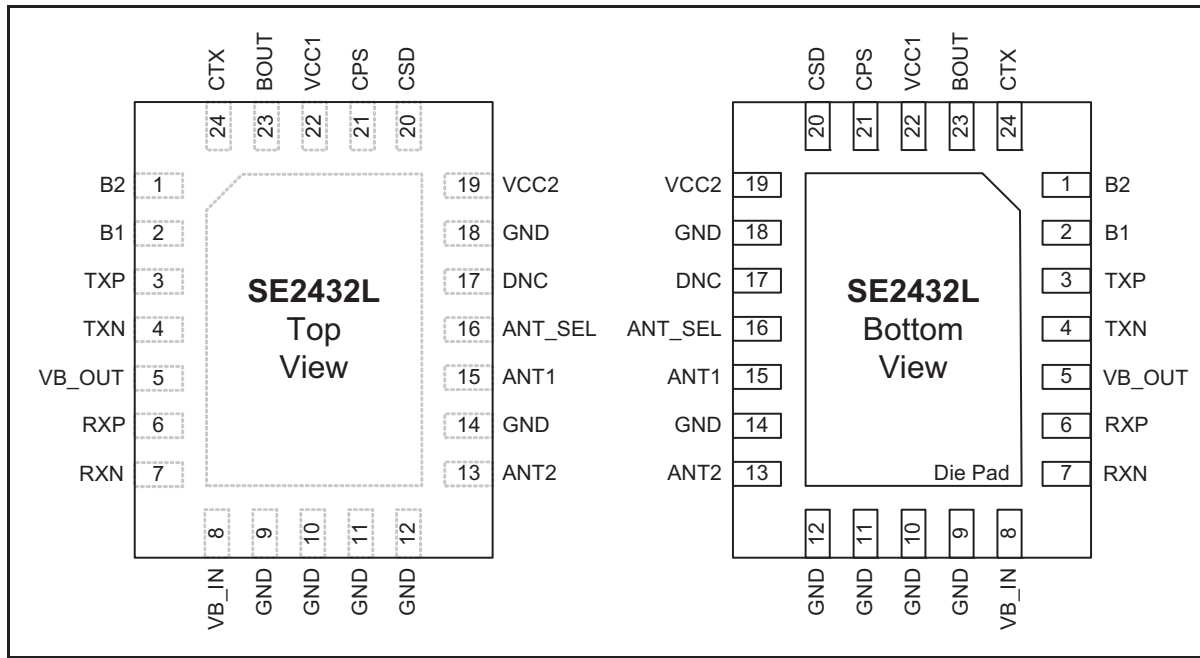 CTX BOUT VCC1 CPS CSD
24 23 22 21 20
B2 1 19 VCC2
B1 2 18 GND
TXP 3 17 DNC
TXN 4 16 ANT_SEL
VB_OUT 5 15 ANT1
RXP 6 14 GND
RXN 7 13 ANT2
SE2432L
Top
View
8 9 10 11 12
VB_IN GND GND GND GND
CSD CPS VCC1 BOUT CTX
20 21 22 23 24
VCC2 19 1 B2
GND 18 2 B1
DNC 17 3 TXP
ANT_SEL 16 4 TXN
ANT1 15 5 VB_OUT
GND 14 6 RXP
ANT2 13 7 RXN
SE2432L
Bottom
View
Die Pad
12 11 10 9 8
GND GND GND GND VB_IN